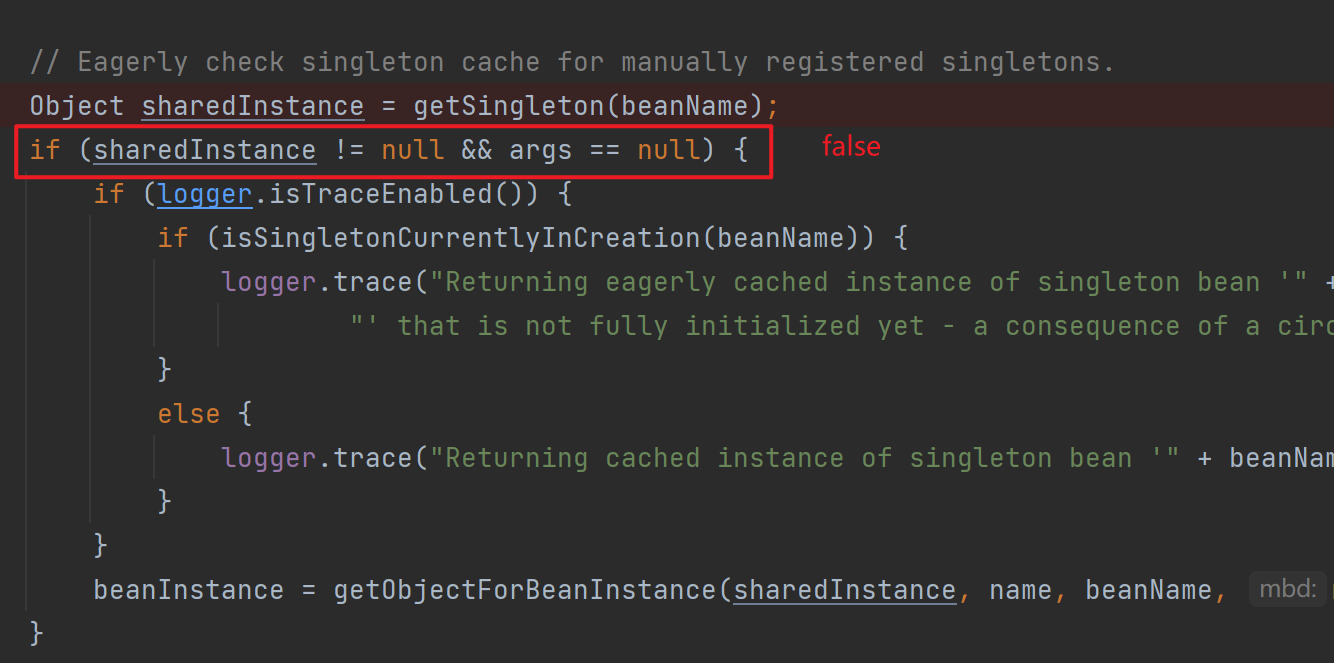 // Eagerly check singleton cache for manually registered singletons.
Object sharedInstance = getSingleton(beanName);
if (sharedInstance != null && args == null) { false
if (logger.isTraceEnabled()) {
if (isSingletonCurrentlyInCreation(beanName)) {
logger.trace("Returning eagerly cached instance of singleton bean '" +
"' that is not fully initialized yet - a consequence of a circ
}
else {
logger.trace("Returning cached instance of singleton bean '" + beanNam
}
}
beanInstance = getObjectForBeanInstance(sharedInstance, name, beanName, mbd:
}